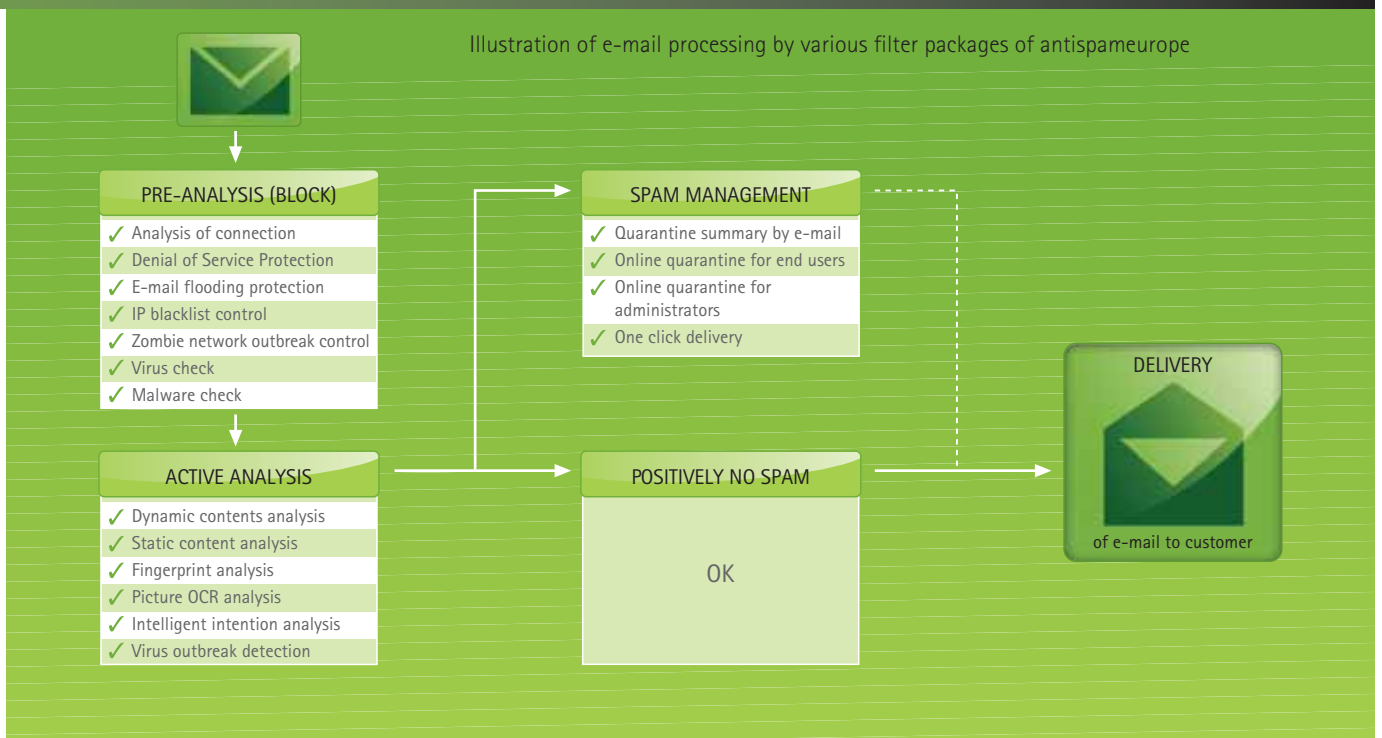 Illustration of e-mail processing by various filter packages of antispameurope
PRE-ANALYSIS (BLOCK)
✓ Analysis of connection
✓ Denial of Service Protection
✓ E-mail flooding protection
✓ IP blacklist control
✓ Zombie network outbreak control
✓ Virus check
✓ Malware check
ACTIVE ANALYSIS
✓ Dynamic contents analysis
✓ Static content analysis
✓ Fingerprint analysis
✓ Picture OCR analysis
✓ Intelligent intention analysis
✓ Virus outbreak detection
SPAM MANAGEMENT
✓ Quarantine summary by e-mail
✓ Online quarantine for end users
✓ Online quarantine for
administrators
✓ One click delivery
POSITIVELY NO SPAM
OK
DELIVERY
of e-mail to customer